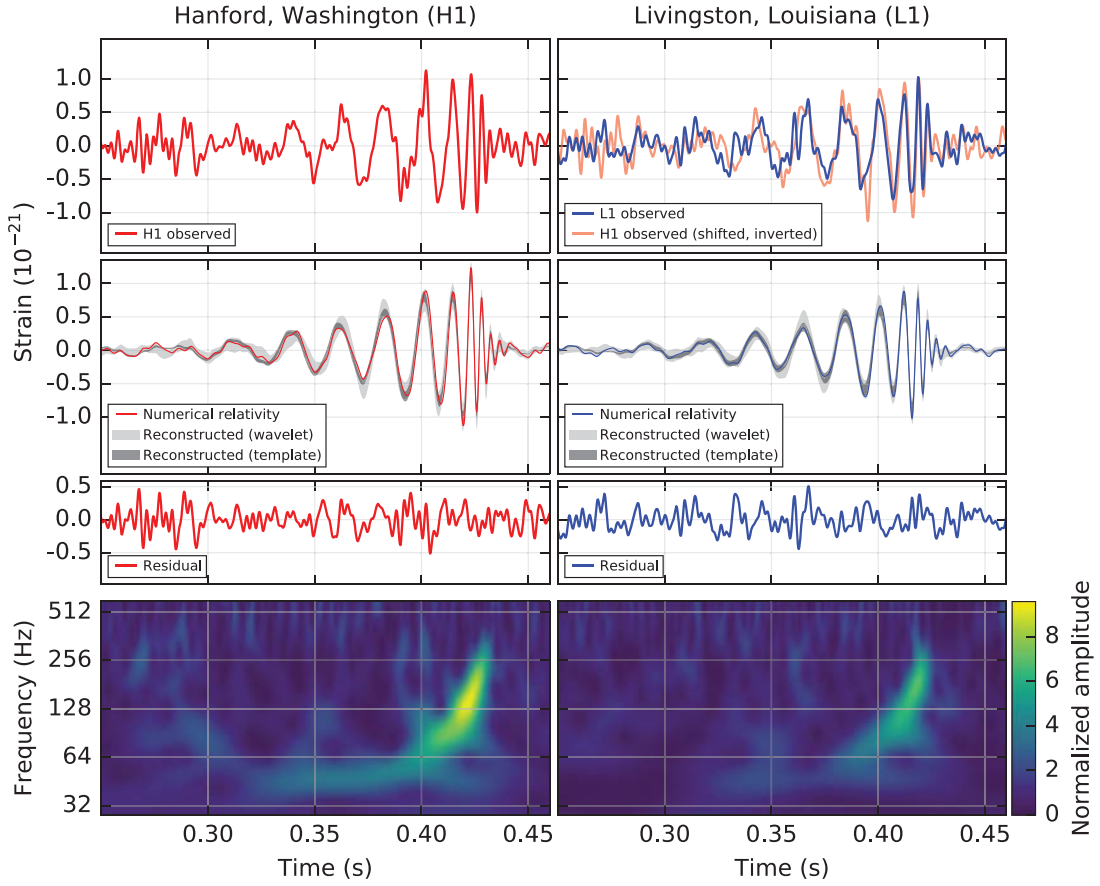 Hanford, Washington (H1)
Livingston, Louisiana (L1)
Strain (10⁻²¹)
1.0
0.5
0.0
-0.5
-1.0
H1 observed
L1 observed
H1 observed (shifted, inverted)
1.0
0.5
0.0
-0.5
-1.0
Numerical relativity
Reconstructed (wavelet)
Reconstructed (template)
Numerical relativity
Reconstructed (wavelet)
Reconstructed (template)
0.5
0.0
-0.5
Residual
Residual
Frequency (Hz)
512
256
128
64
32
0.30 0.35 0.40 0.45
Time (s)
0.30 0.35 0.40 0.45
Time (s)
8
6
4
2
0
Normalized amplitude